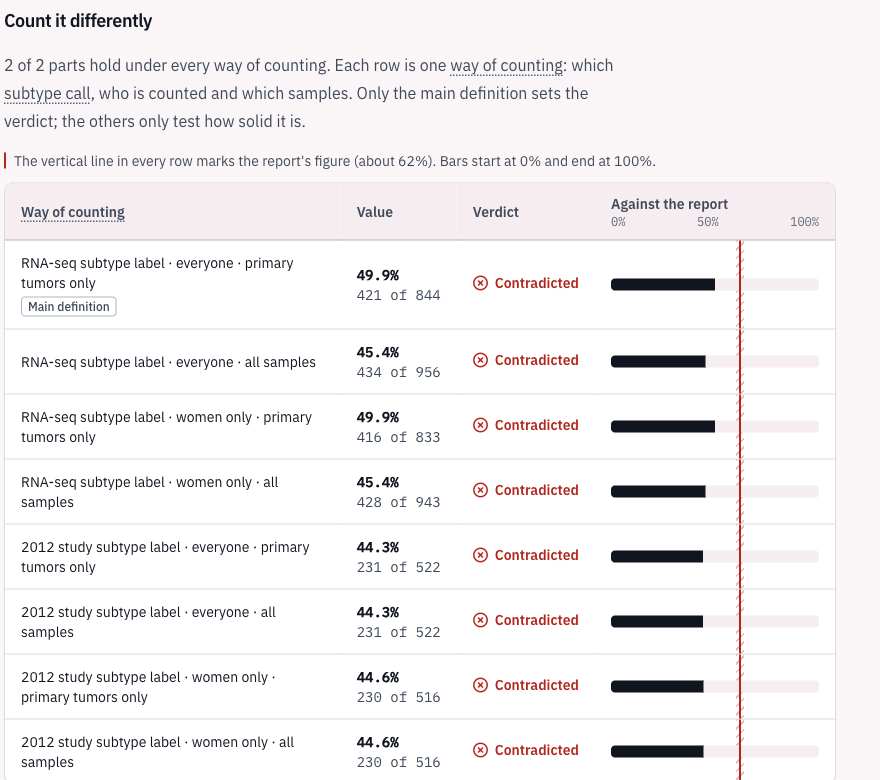 Count it differently
2 of 2 parts hold under every way of counting. Each row is one way of counting: which
subtype call, who is counted and which samples. Only the main definition sets the
verdict; the others only test how solid it is.
The vertical line in every row marks the report's figure (about 62%). Bars start at 0% and end at 100%.
Way of counting Value Verdict Against the report
0% 50% 100%
RNA-seq subtype label · everyone · primary
tumors only
Main definition
49.9%
421 of 844
Contradicted
RNA-seq subtype label · everyone · all samples
45.4%
434 of 956
Contradicted
RNA-seq subtype label · women only · primary
tumors only
49.9%
416 of 833
Contradicted
RNA-seq subtype label · women only · all
samples
45.4%
428 of 943
Contradicted
2012 study subtype label · everyone · primary
tumors only
44.3%
231 of 522
Contradicted
2012 study subtype label · everyone · all
samples
44.3%
231 of 522
Contradicted
2012 study subtype label · women only ·
primary tumors only
44.6%
230 of 516
Contradicted
2012 study subtype label · women only · all
samples
44.6%
230 of 516
Contradicted